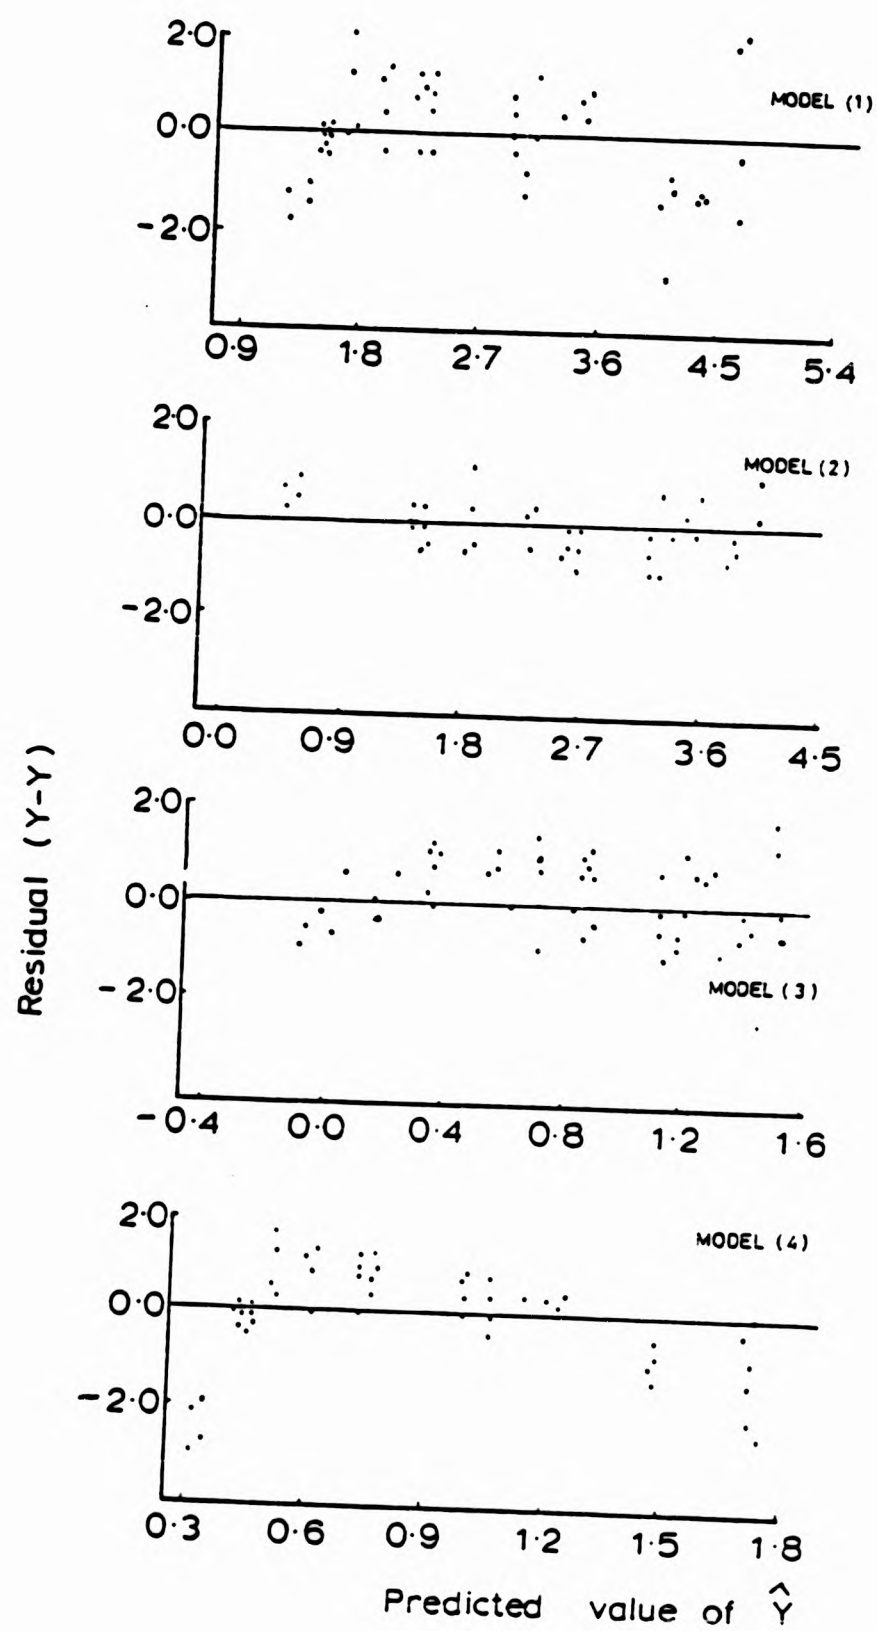 2·0
0·0
-2·0
MODEL (1)
0·9 1·8 2·7 3·6 4·5 5·4
2·0
0·0
-2·0
MODEL (2)
0·0 0·9 1·8 2·7 3·6 4·5
Residual (Y-Y)
2·0
0·0
-2·0
MODEL (3)
-0·4 0·0 0·4 0·8 1·2 1·6
2·0
0·0
-2·0
MODEL (4)
0·3 0·6 0·9 1·2 1·5 1·8
Predicted value of Ŷ